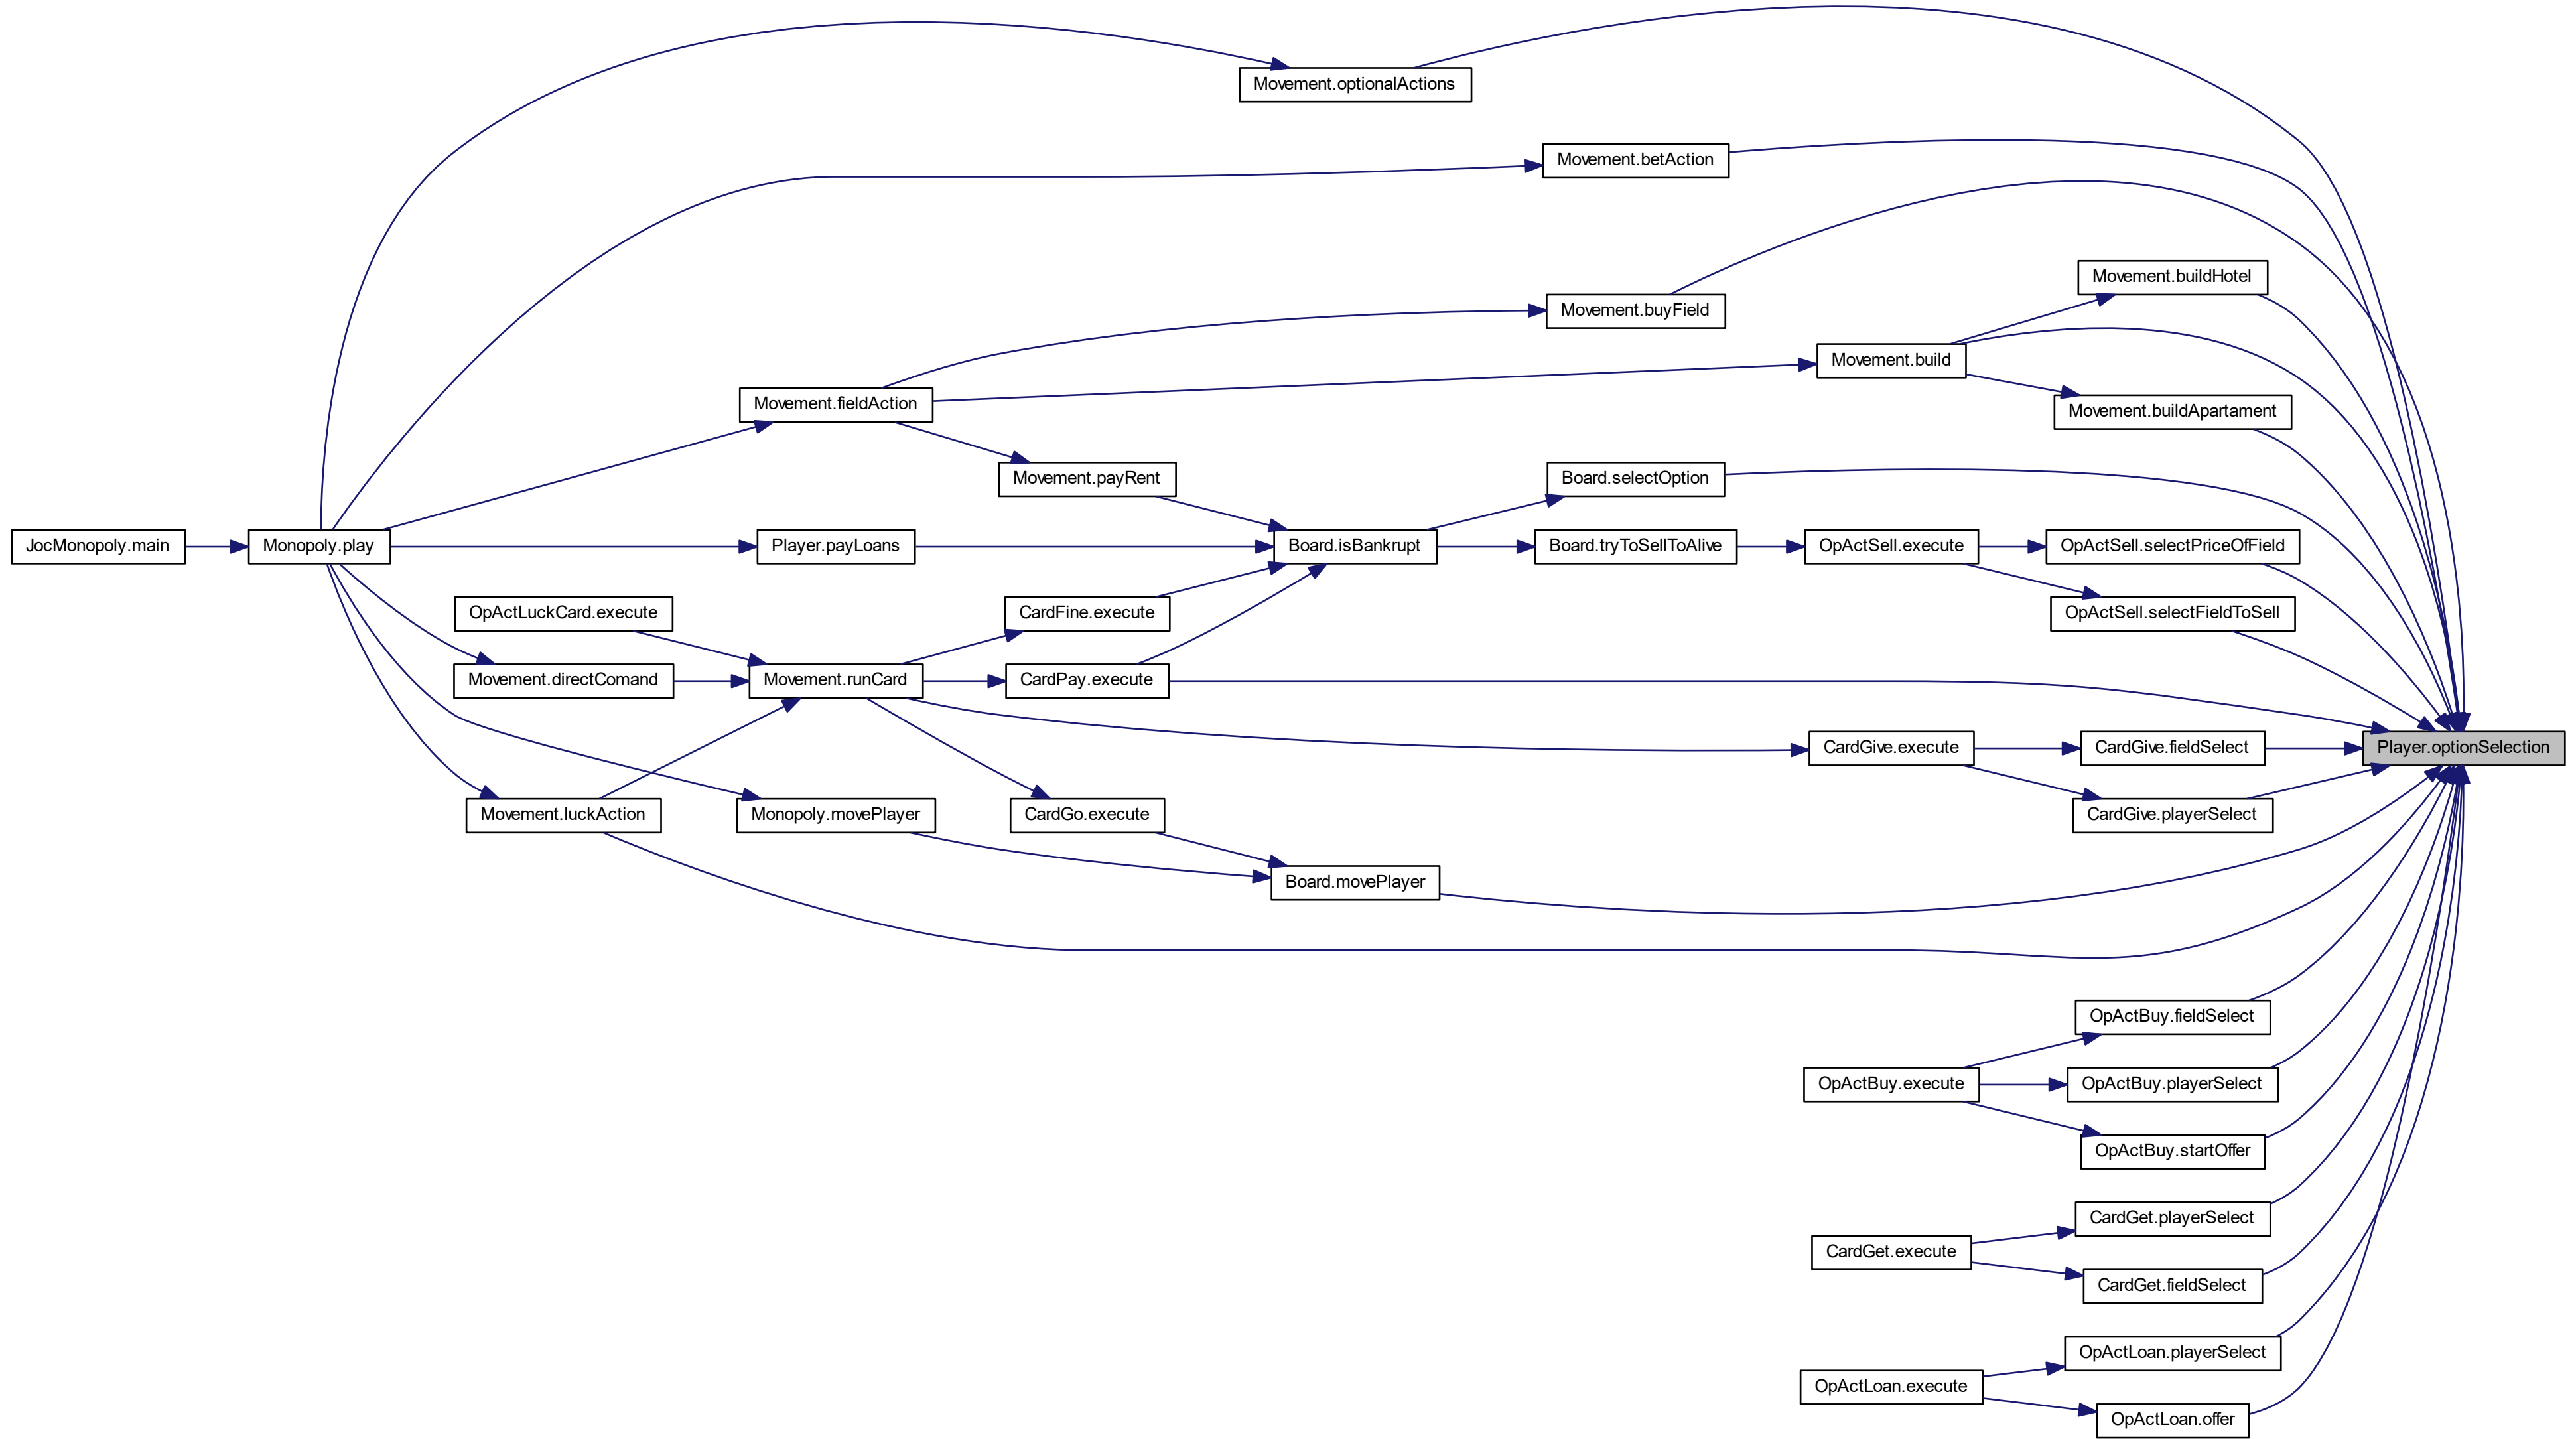 Movement.optionalActions
Movement.betAction
Movement.buildHotel
Movement.buyField
Movement.build
Movement.fieldAction
Movement.buildApartament
Movement.payRent
Board.selectOption
JocMonopoly.main
Monopoly.play
Player.payLoans
Board.isBankrupt
Board.tryToSellToAlive
OpActSell.execute
OpActSell.selectPriceOfField
OpActLuckCard.execute
CardFine.execute
OpActSell.selectFieldToSell
Movement.directComand
Movement.runCard
CardPay.execute
CardGive.execute
CardGive.fieldSelect
Player.optionSelection
Movement.luckAction
Monopoly.movePlayer
CardGo.execute
CardGive.playerSelect
Board.movePlayer
OpActBuy.fieldSelect
OpActBuy.execute
OpActBuy.playerSelect
OpActBuy.startOffer
CardGet.playerSelect
CardGet.execute
CardGet.fieldSelect
OpActLoan.playerSelect
OpActLoan.execute
OpActLoan.offer